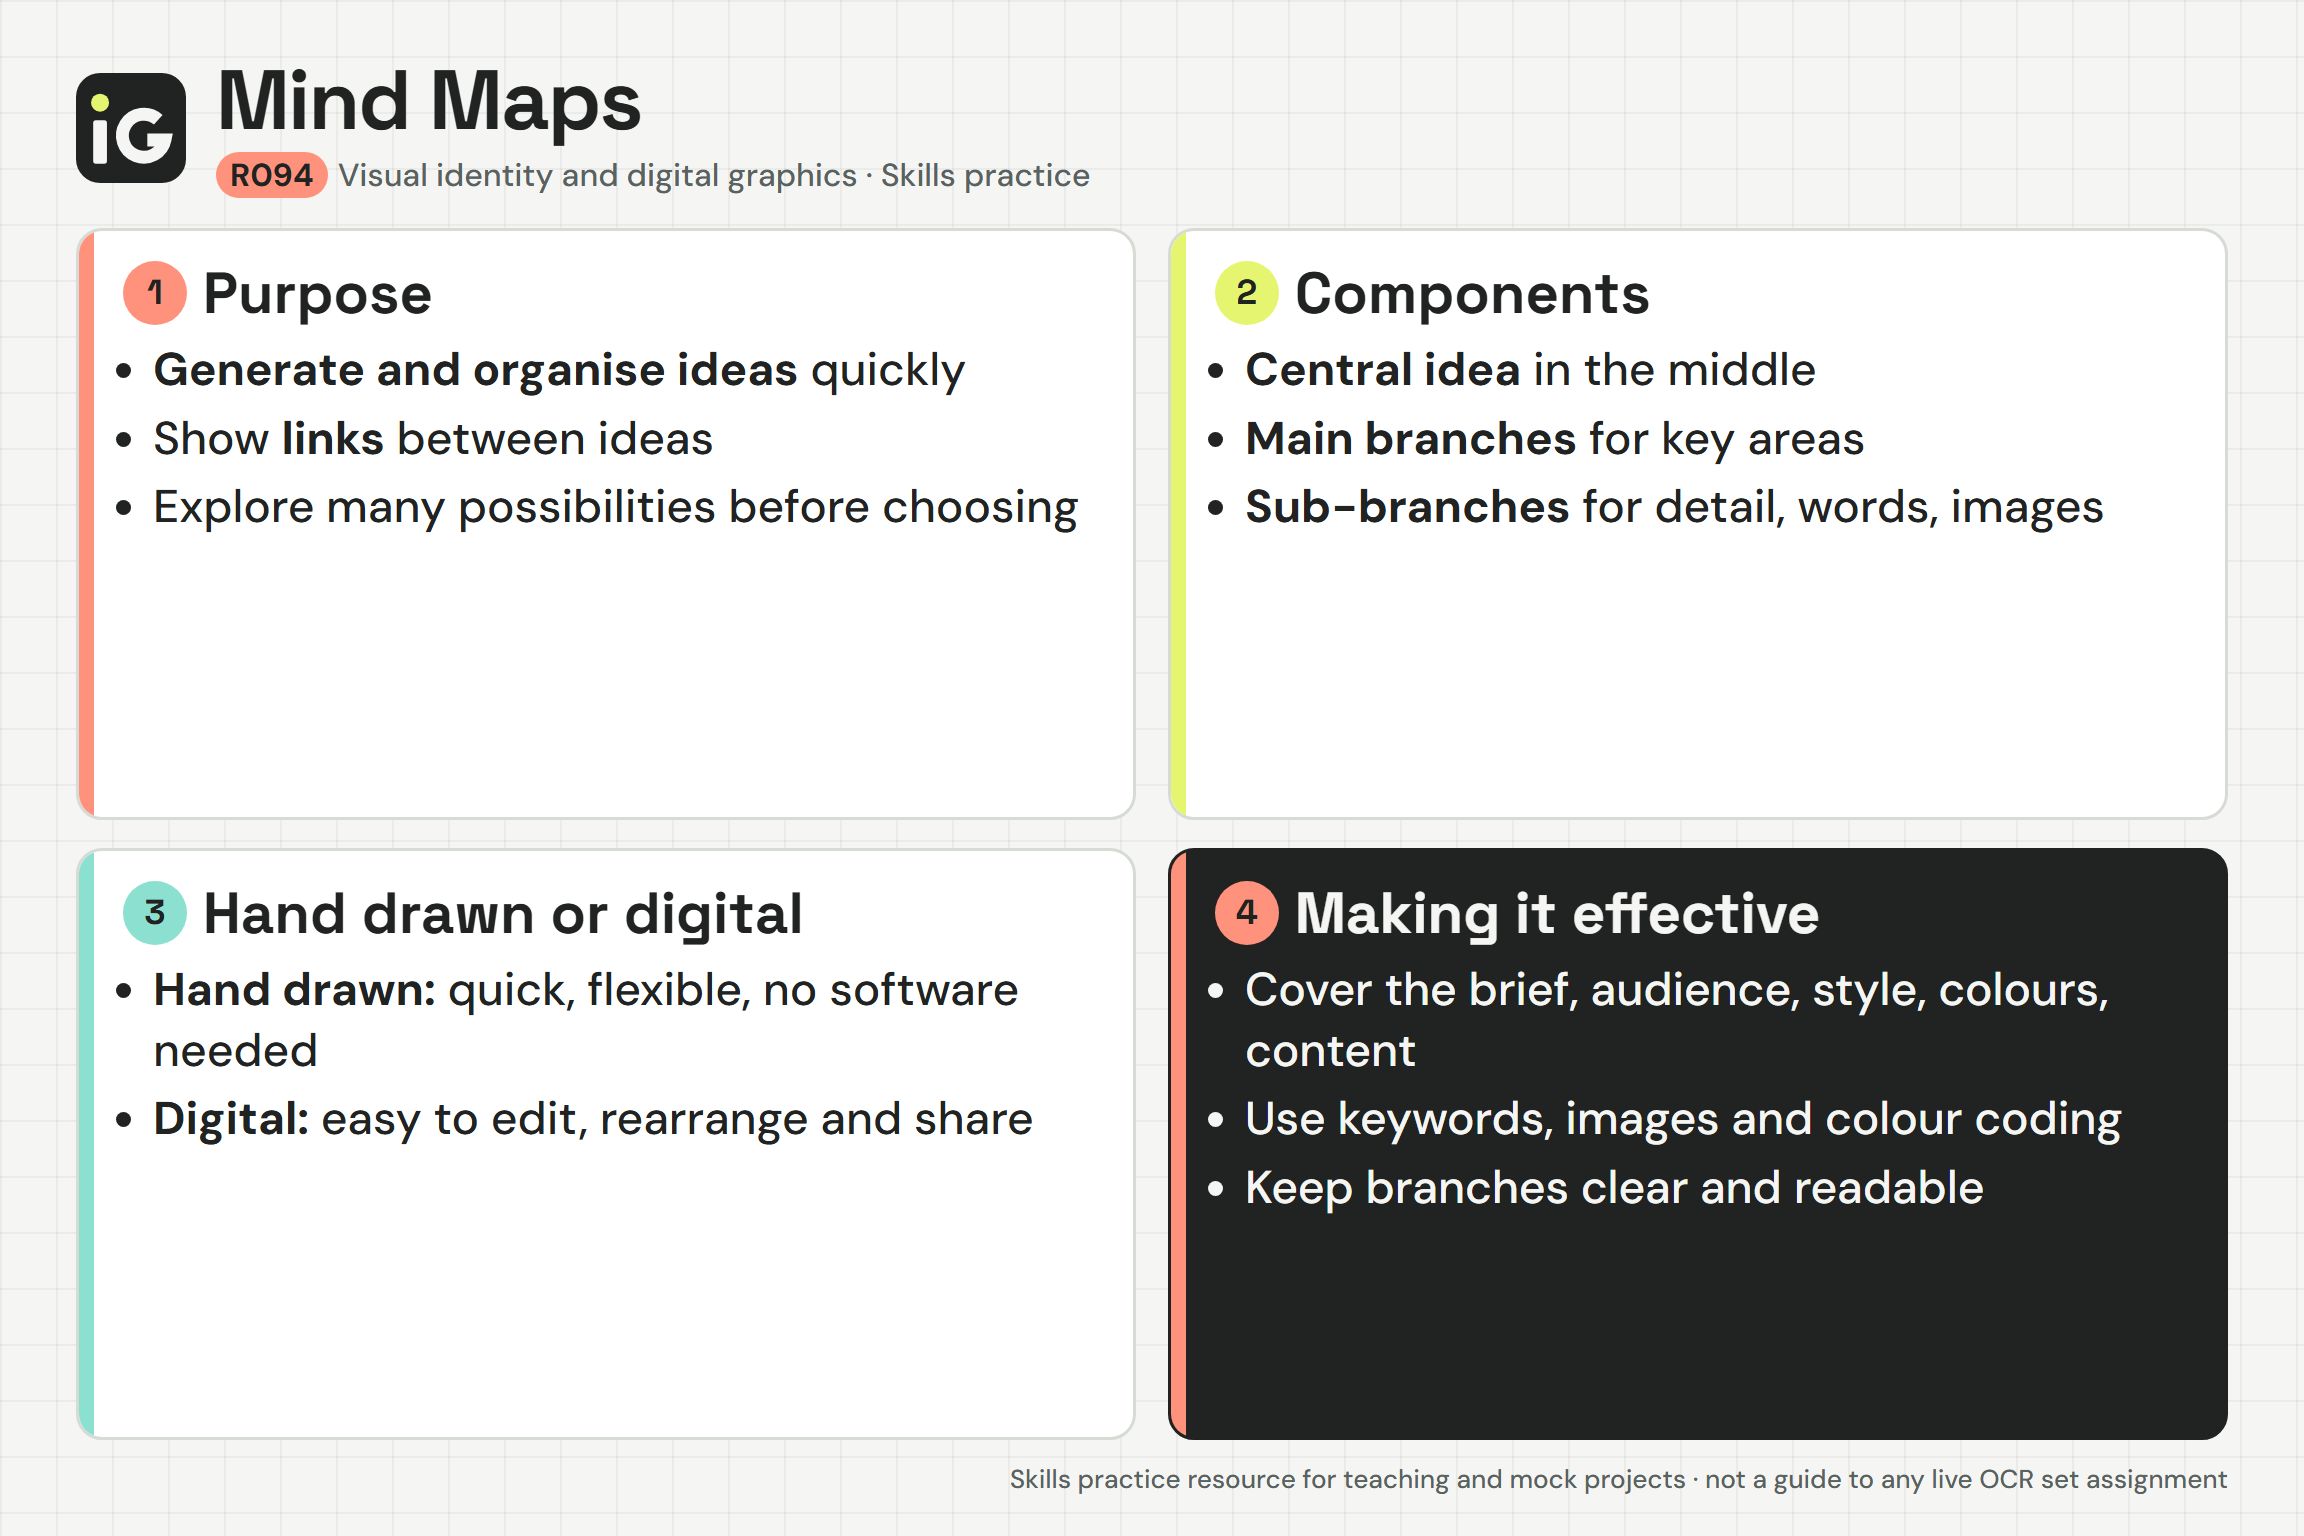 iG
Mind Maps
R094 Visual identity and digital graphics · Skills practice
1 Purpose
• Generate and organise ideas quickly
• Show links between ideas
• Explore many possibilities before choosing
2 Components
• Central idea in the middle
• Main branches for key areas
• Sub-branches for detail, words, images
3 Hand drawn or digital
• Hand drawn: quick, flexible, no software
needed
• Digital: easy to edit, rearrange and share
4 Making it effective
• Cover the brief, audience, style, colours,
content
• Use keywords, images and colour coding
• Keep branches clear and readable
Skills practice resource for teaching and mock projects · not a guide to any live OCR set assignment